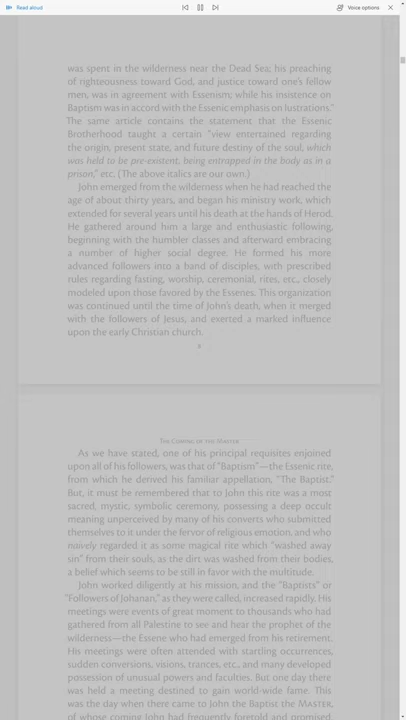 Read aloud
Voice options
was spent in the wilderness near the Dead Sea; his preaching
of righteousness toward God, and justice toward one's fellow
men, was in agreement with Essenism; while his insistence on
Baptism was in accord with the Essenic emphasis on lustrations."
The same article contains the statement that the Essenic
Brotherhood taught a certain "view entertained regarding
the origin, present state, and future destiny of the soul, which
was held to be pre-existent, being entrapped in the body as in a
prison," etc. (The above italics are our own.)
John emerged from the wilderness when he had reached the
age of about thirty years, and began his ministry work, which
extended for several years until his death at the hands of Herod.
He gathered around him a large and enthusiastic following,
beginning with the humbler classes and afterward embracing
a number of higher social degree. He formed his more
advanced followers into a band of disciples, with prescribed
rules regarding fasting, worship, ceremonial, rites, etc., closely
modeled upon those favored by the Essenes. This organization
was continued until the time of John's death, when it merged
with the followers of Jesus, and exerted a marked influence
upon the early Christian church.
The Coming of the Master
As we have stated, one of his principal requisites enjoined
upon all of his followers, was that of "Baptism"—the Essenic rite,
from which he derived his familiar appellation, "The Baptist."
But, it must be remembered that to John this rite was a most
sacred, mystic, symbolic ceremony, possessing a deep occult
meaning unperceived by many of his converts who submitted
themselves to it under the fervor of religious emotion, and who
naively regarded it as some magical rite which "washed away
sin" from their souls, as the dirt was washed from their bodies,
a belief which seems to be still in favor with the multitude.
John worked diligently at his mission, and the "Baptists" or
"Followers of Johanan," as they were called, increased rapidly. His
meetings were events of great moment to thousands who had
gathered from all Palestine to see and hear the prophet of the
wilderness—the Essene who had emerged from his retirement.
His meetings were often attended with startling occurrences,
sudden conversions, visions, trances, etc., and many developed
possession of unusual powers and faculties. But one day there
was held a meeting destined to gain world-wide fame. This
was the day when there came to John the Baptist the MASTER,
of whose coming John had frequently foretold and promised.